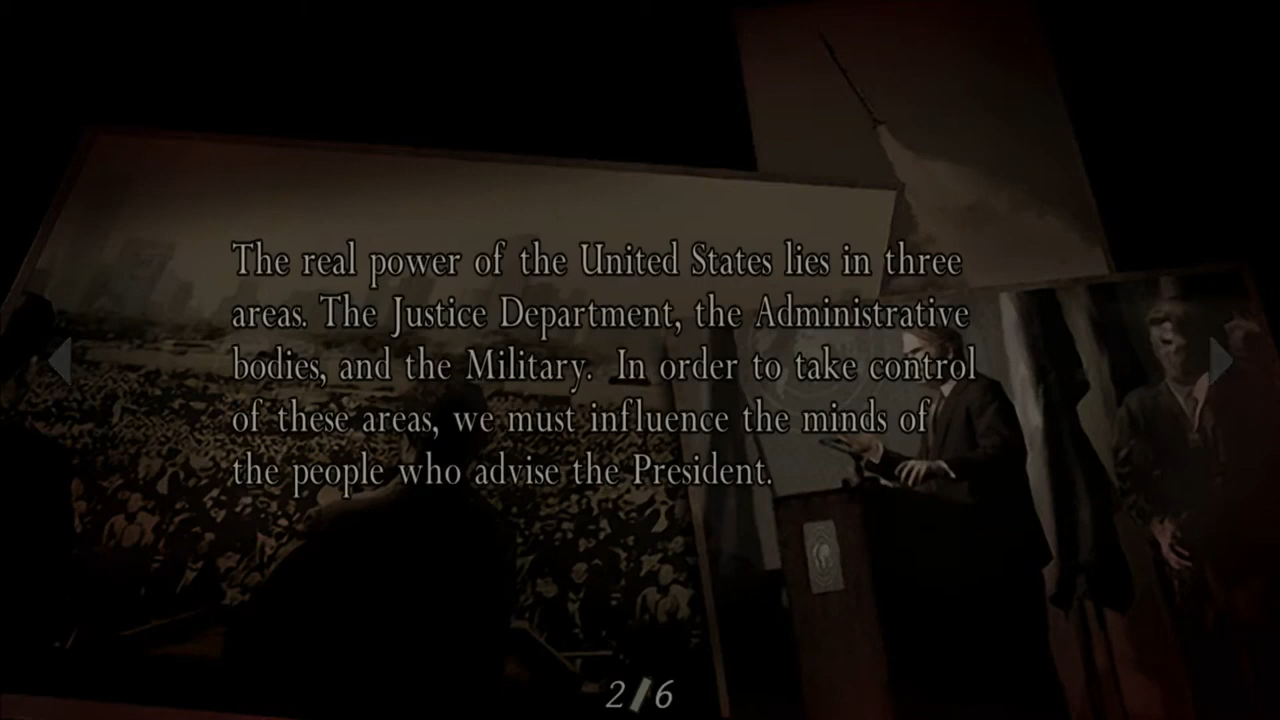 The real power of the United States lies in three
areas. The Justice Department, the Administrative
bodies, and the Military.  In order to take control
of these areas, we must influence the minds of
the people who advise the President.
2/6